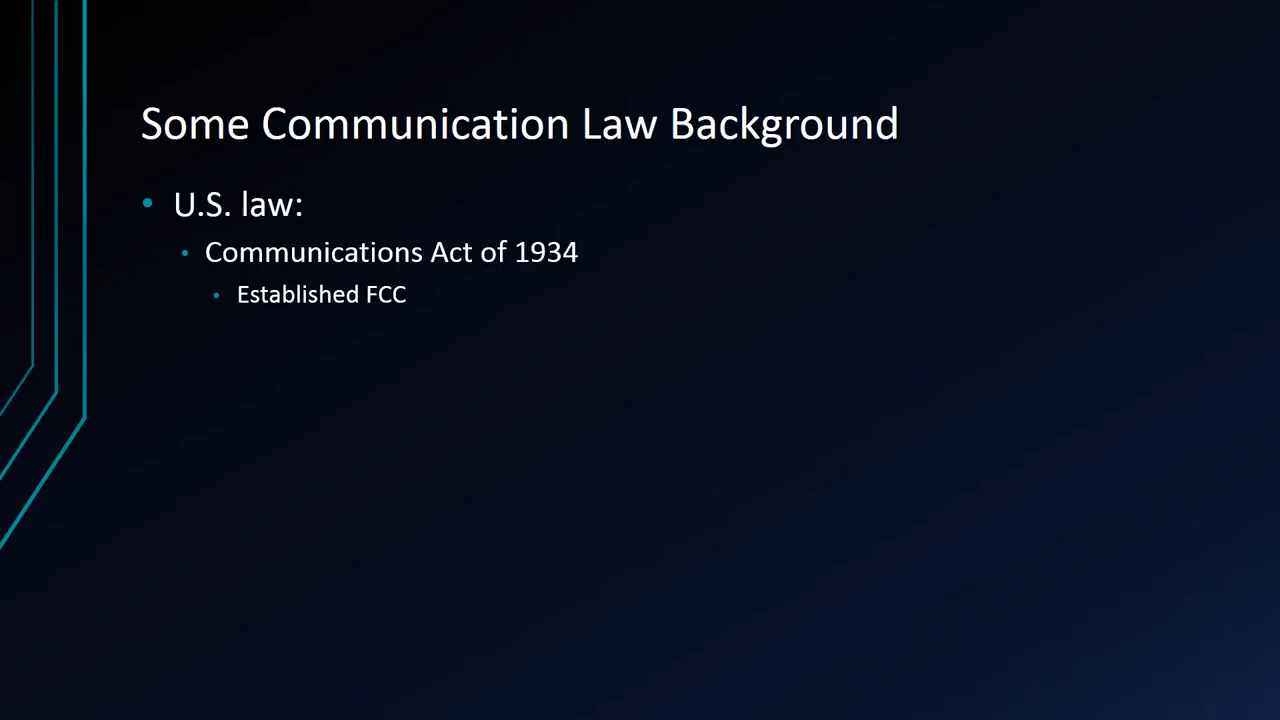 Some Communication Law Background
• U.S. law:
• Communications Act of 1934
• Established FCC